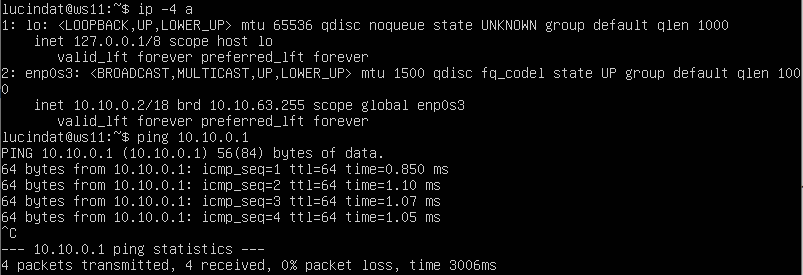 lucindat@ws11:~$ ip -4 a
1: lo: <LOOPBACK,UP,LOWER_UP> mtu 65536 qdisc noqueue state UNKNOWN group default qlen 1000
    inet 127.0.0.1/8 scope host lo
       valid_lft forever preferred_lft forever
2: enp0s3: <BROADCAST,MULTICAST,UP,LOWER_UP> mtu 1500 qdisc fq_codel state UP group default qlen 100
0
    inet 10.10.0.2/18 brd 10.10.63.255 scope global enp0s3
       valid_lft forever preferred_lft forever
lucindat@ws11:~$ ping 10.10.0.1
PING 10.10.0.1 (10.10.0.1) 56(84) bytes of data.
64 bytes from 10.10.0.1: icmp_seq=1 ttl=64 time=0.850 ms
64 bytes from 10.10.0.1: icmp_seq=2 ttl=64 time=1.10 ms
64 bytes from 10.10.0.1: icmp_seq=3 ttl=64 time=1.07 ms
64 bytes from 10.10.0.1: icmp_seq=4 ttl=64 time=1.05 ms
^C
--- 10.10.0.1 ping statistics ---
4 packets transmitted, 4 received, 0% packet loss, time 3006ms